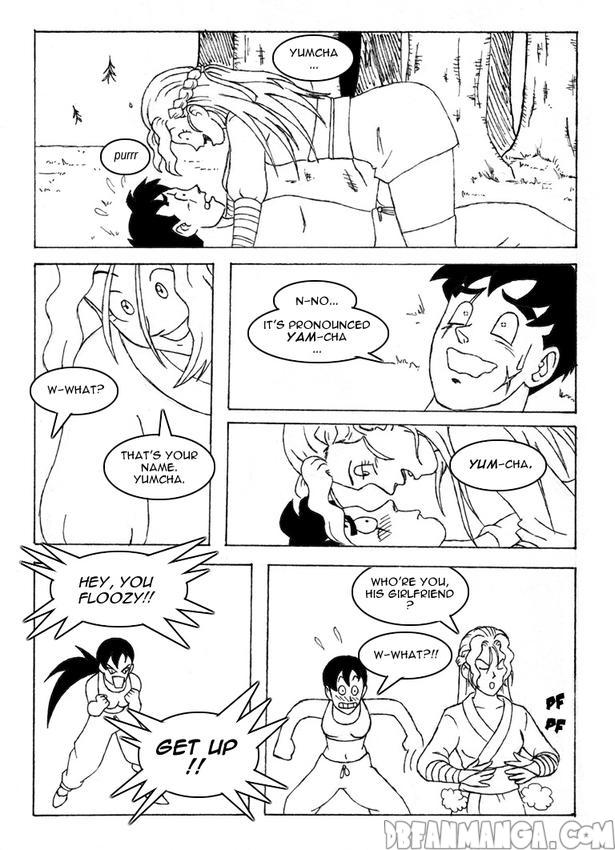 YUMCHA
...
purrr
W-WHAT?
THAT'S YOUR
NAME.
YUMCHA.
N-NO...
IT'S PRONOUNCED
YAM-CHA
...
YUM-CHA.
HEY, YOU
FLOOZY!!
GET UP
!!
WHO'RE YOU,
HIS GIRLFRIEND
?
W-WHAT?!!
PF
PF
DBFANMANGA.COM